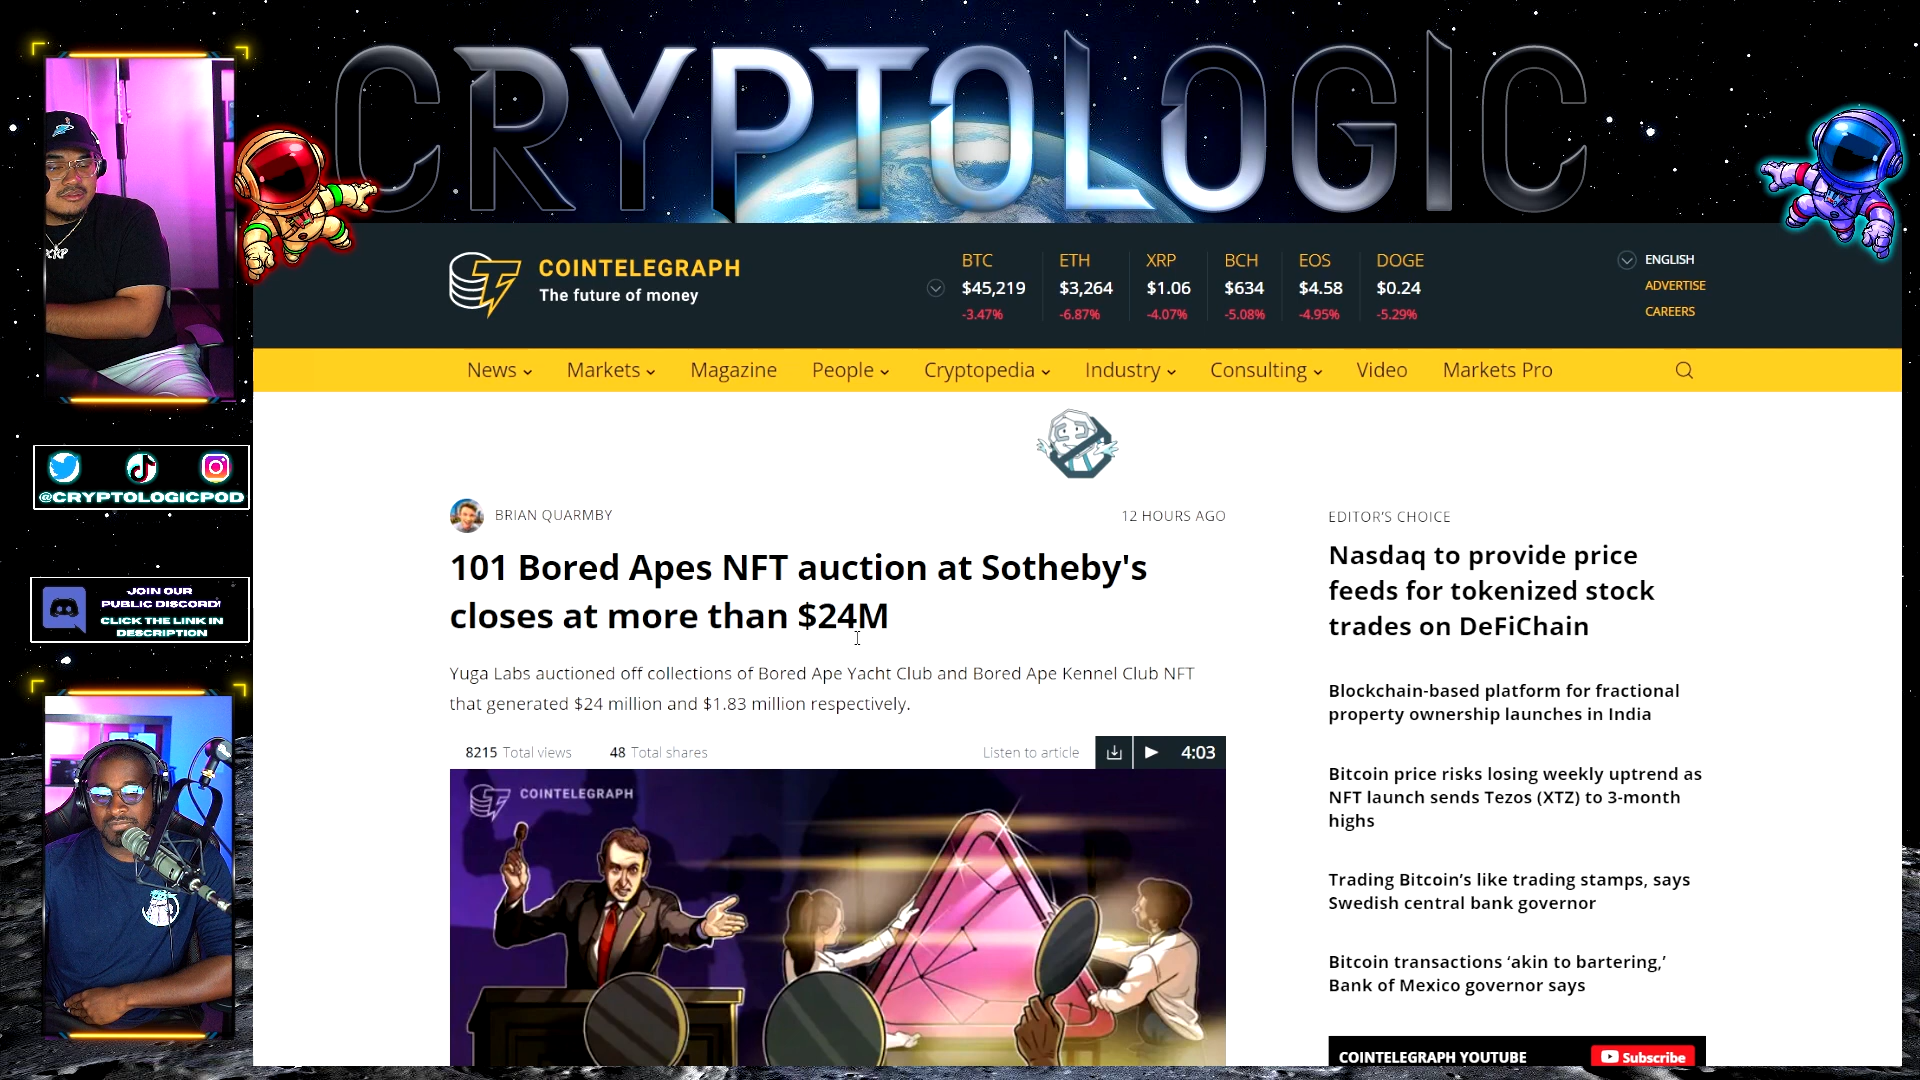 CRYPTOLOGIC
XRP
@CRYPTOLOGICPOD
JOIN OUR
PUBLIC DISCORD!
CLICK THE LINK IN
DESCRIPTION
COINTELEGRAPH
The future of money
BTC ETH XRP BCH EOS DOGE
$45,219 $3,264 $1.06 $634 $4.58 $0.24
-3.47% -6.87% -4.07% -5.08% -4.95% -5.29%
ENGLISH
ADVERTISE
CAREERS
News Markets Magazine People Cryptopedia Industry Consulting Video Markets Pro
BRIAN QUARMBY
12 HOURS AGO
101 Bored Apes NFT auction at Sotheby's
closes at more than $24M
Yuga Labs auctioned off collections of Bored Ape Yacht Club and Bored Ape Kennel Club NFT
that generated $24 million and $1.83 million respectively.
8215 Total views 48 Total shares Listen to article 4:03
COINTELEGRAPH
EDITOR'S CHOICE
Nasdaq to provide price
feeds for tokenized stock
trades on DeFiChain
Blockchain-based platform for fractional
property ownership launches in India
Bitcoin price risks losing weekly uptrend as
NFT launch sends Tezos (XTZ) to 3-month
highs
Trading Bitcoin’s like trading stamps, says
Swedish central bank governor
Bitcoin transactions ‘akin to bartering,’
Bank of Mexico governor says
COINTELEGRAPH YOUTUBE
Subscribe